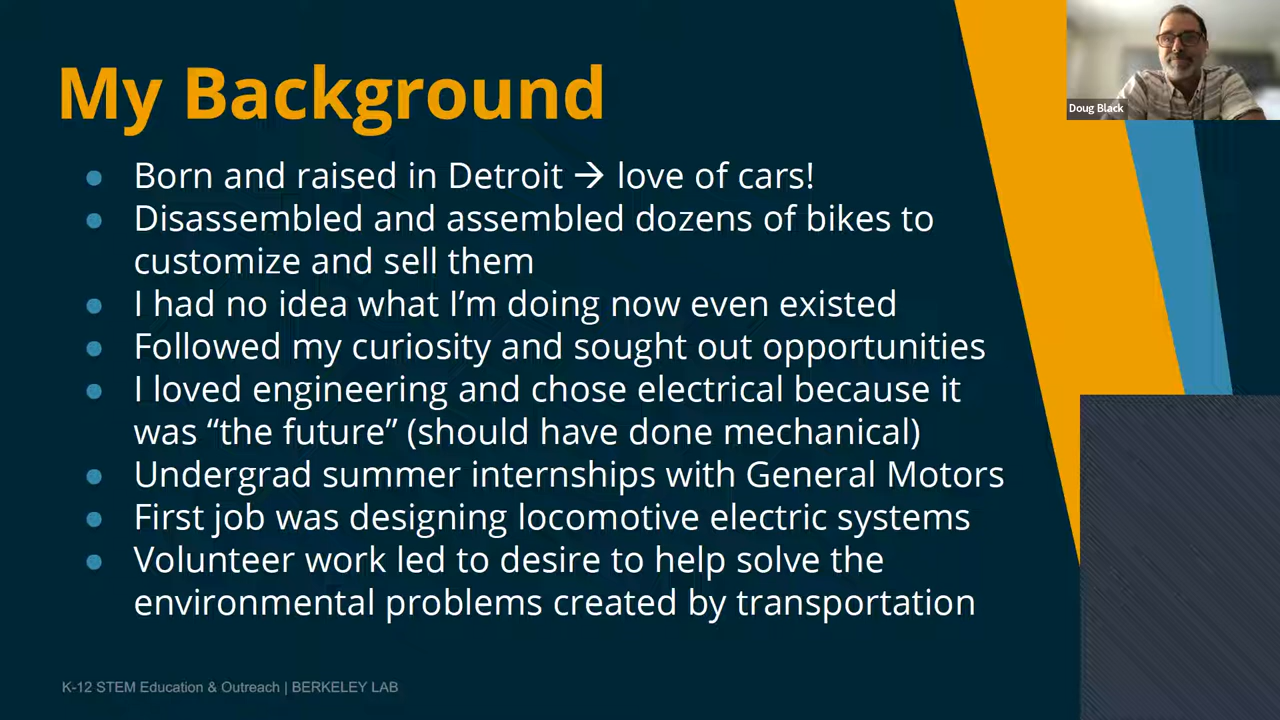 My Background
Born and raised in Detroit → love of cars!
Disassembled and assembled dozens of bikes to
customize and sell them
I had no idea what I’m doing now even existed
Followed my curiosity and sought out opportunities
I loved engineering and chose electrical because it
was “the future” (should have done mechanical)
Undergrad summer internships with General Motors
First job was designing locomotive electric systems
Volunteer work led to desire to help solve the
environmental problems created by transportation
K-12 STEM Education & Outreach | BERKELEY LAB
Doug Black